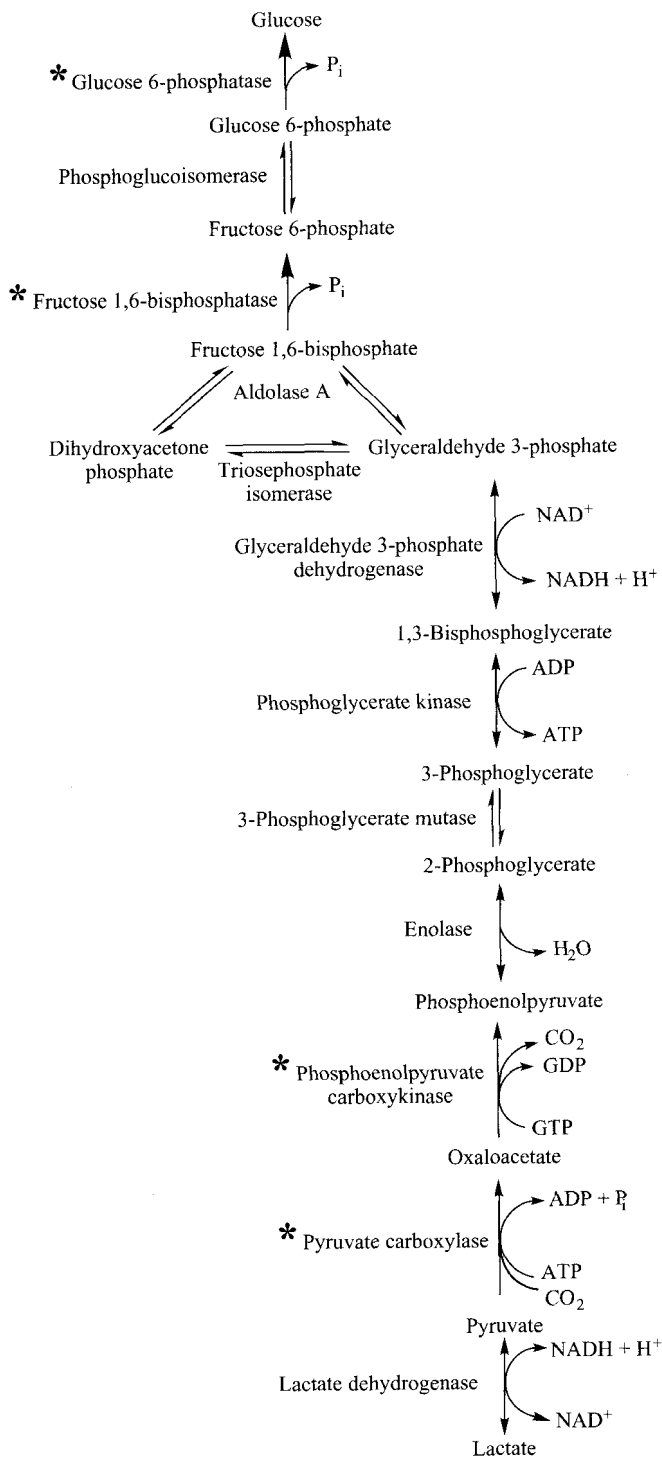 Glucose
* Glucose 6-phosphatase
Pi
Glucose 6-phosphate
Phosphoglucoisomerase
Fructose 6-phosphate
* Fructose 1,6-bisphosphatase
Pi
Fructose 1,6-bisphosphate
Aldolase A
Dihydroxyacetone
phosphate
Triosephosphate
isomerase
Glyceraldehyde 3-phosphate
NAD+
Glyceraldehyde 3-phosphate
dehydrogenase
NADH + H+
1,3-Bisphosphoglycerate
ADP
Phosphoglycerate kinase
ATP
3-Phosphoglycerate
3-Phosphoglycerate mutase
2-Phosphoglycerate
Enolase
H2O
Phosphoenolpyruvate
CO2
* Phosphoenolpyruvate
carboxykinase
GDP
GTP
Oxaloacetate
ADP + Pi
* Pyruvate carboxylase
ATP
CO2
Pyruvate
NADH + H+
Lactate dehydrogenase
NAD+
Lactate